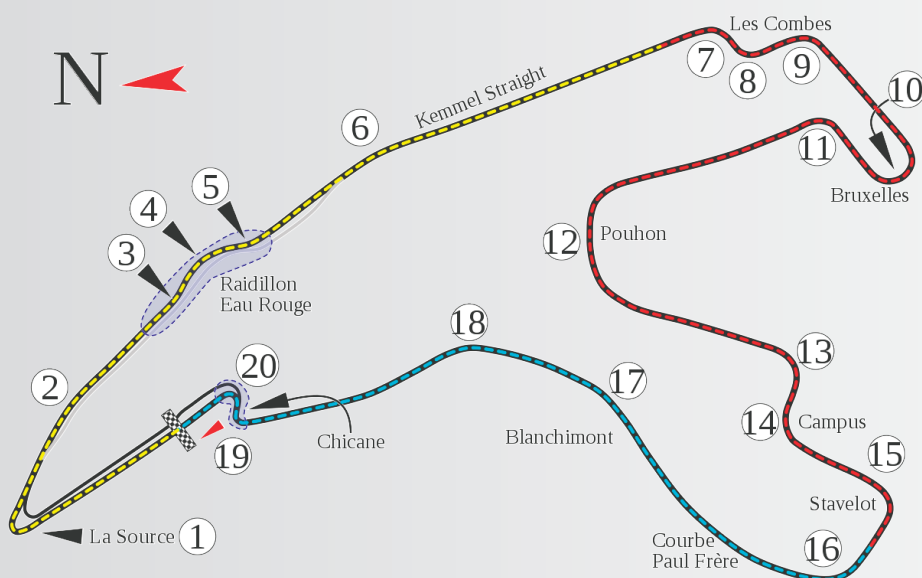 Les Combes
N
7
8
9
10
Kemmel Straight
6
11
Bruxelles
5
4
12
Pouhon
3
Raidillon
Eau Rouge
18
13
20
17
2
14
Campus
Chicane
Blanchimont
19
15
Stavelot
La Source
1
Courbe
Paul Frère
16